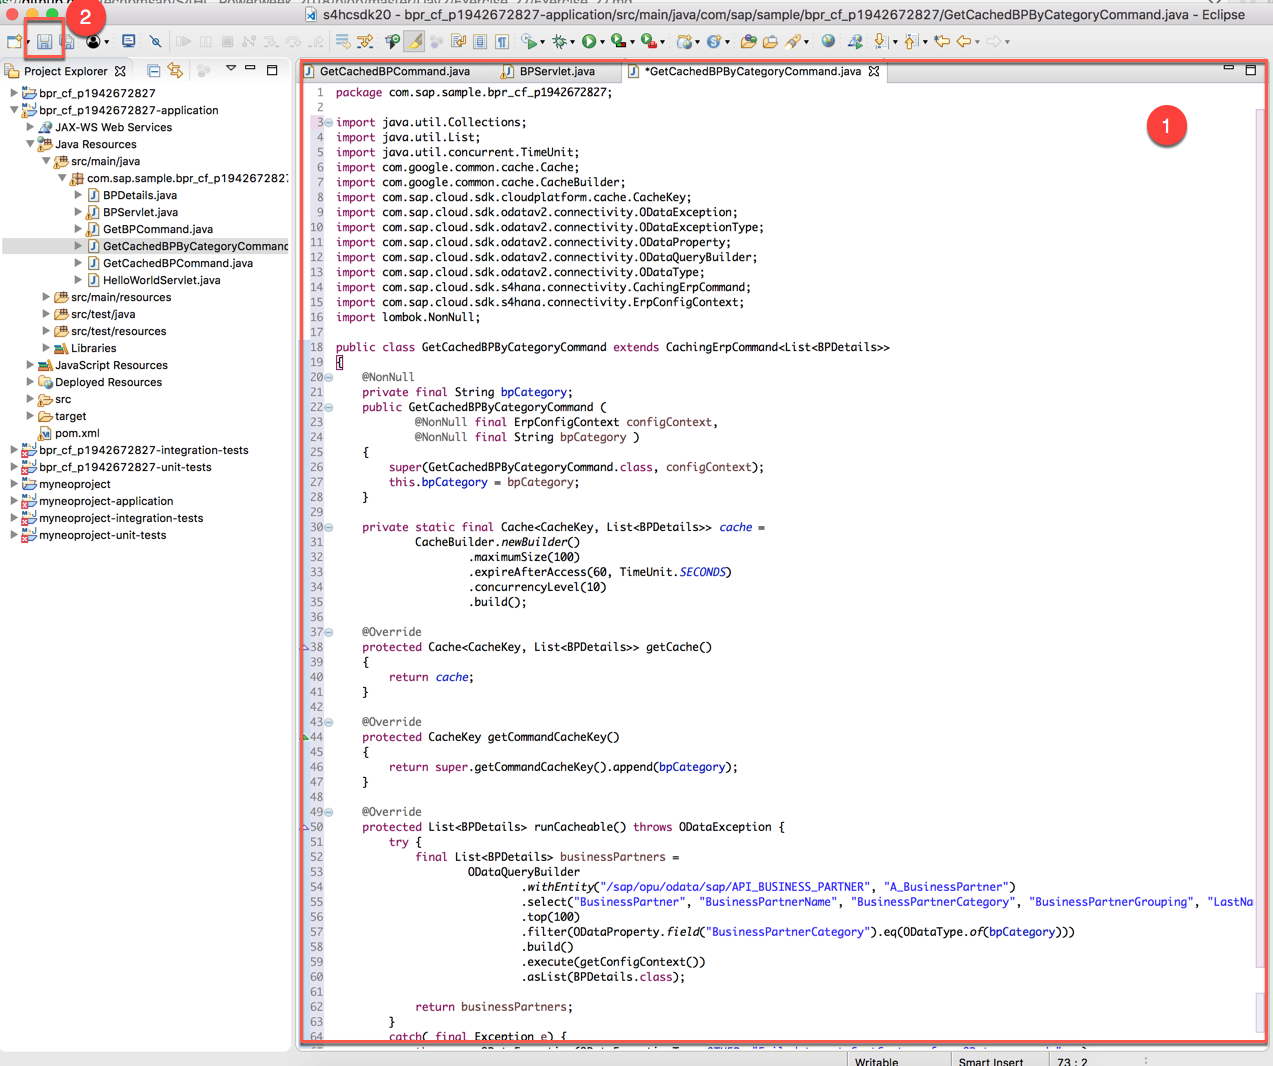 2
s4hcsdk20 - bpr_cf_p1942672827-application/src/main/java/com/sap/sample/bpr_cf_p1942672827/GetCachedBPByCategoryCommand.java - Eclipse
Project Explorer
bpr_cf_p1942672827
bpr_cf_p1942672827-application
JAX-WS Web Services
Java Resources
src/main/java
com.sap.sample.bpr_cf_p1942672827
BPDetails.java
BPServlet.java
GetBPCommand.java
GetCachedBPByCategoryCommand
GetCachedBPCommand.java
HelloWorldServlet.java
src/main/resources
src/test/java
src/test/resources
Libraries
JavaScript Resources
Deployed Resources
src
target
pom.xml
bpr_cf_p1942672827-integration-tests
bpr_cf_p1942672827-unit-tests
myneoproject
myneoproject-application
myneoproject-integration-tests
myneoproject-unit-tests
GetCachedBPCommand.java BPServlet.java *GetCachedBPByCategoryCommand.java
1
1 package com.sap.sample.bpr_cf_p1942672827;
2
3 import java.util.Collections;
4 import java.util.List;
5 import java.util.concurrent.TimeUnit;
6 import com.google.common.cache.Cache;
7 import com.google.common.cache.CacheBuilder;
8 import com.sap.cloud.sdk.cloudplatform.cache.CacheKey;
9 import com.sap.cloud.sdk.odatav2.connectivity.ODataException;
10 import com.sap.cloud.sdk.odatav2.connectivity.ODataExceptionType;
11 import com.sap.cloud.sdk.odatav2.connectivity.ODataProperty;
12 import com.sap.cloud.sdk.odatav2.connectivity.ODataQueryBuilder;
13 import com.sap.cloud.sdk.odatav2.connectivity.ODataType;
14 import com.sap.cloud.sdk.s4hana.connectivity.CachingErpCommand;
15 import com.sap.cloud.sdk.s4hana.connectivity.ErpConfigContext;
16 import lombok.NonNull;
17
18 public class GetCachedBPByCategoryCommand extends CachingErpCommand<List<BPDetails>>
19 {
20 @NonNull
21 private final String bpCategory;
22 public GetCachedBPByCategoryCommand (
23 @NonNull final ErpConfigContext configContext,
24 @NonNull final String bpCategory )
25 {
26 super(GetCachedBPByCategoryCommand.class, configContext);
27 this.bpCategory = bpCategory;
28 }
29
30 private static final Cache<CacheKey, List<BPDetails>> cache =
31 CacheBuilder.newBuilder()
32 .maximumSize(100)
33 .expireAfterAccess(60, TimeUnit.SECONDS)
34 .concurrencyLevel(10)
35 .build();
36
37 @Override
38 protected Cache<CacheKey, List<BPDetails>> getCache()
39 {
40 return cache;
41 }
42
43 @Override
44 protected CacheKey getCommandCacheKey()
45 {
46 return super.getCommandCacheKey().append(bpCategory);
47 }
48
49 @Override
50 protected List<BPDetails> runCacheable() throws ODataException {
51 try {
52 final List<BPDetails> businessPartners =
53 ODataQueryBuilder
54 .withEntity("/sap/opu/odata/sap/API_BUSINESS_PARTNER", "A_BusinessPartner")
55 .select("BusinessPartner", "BusinessPartnerName", "BusinessPartnerCategory", "BusinessPartnerGrouping", "LastNa
56 .top(100)
57 .filter(ODataProperty.field("BusinessPartnerCategory").eq(ODataType.of(bpCategory)))
58 .build()
59 .execute(getConfigContext())
60 .asList(BPDetails.class);
61
62 return businessPartners;
63 }
64 catch( final Exception e) {
Writable Smart Insert 73 : 2